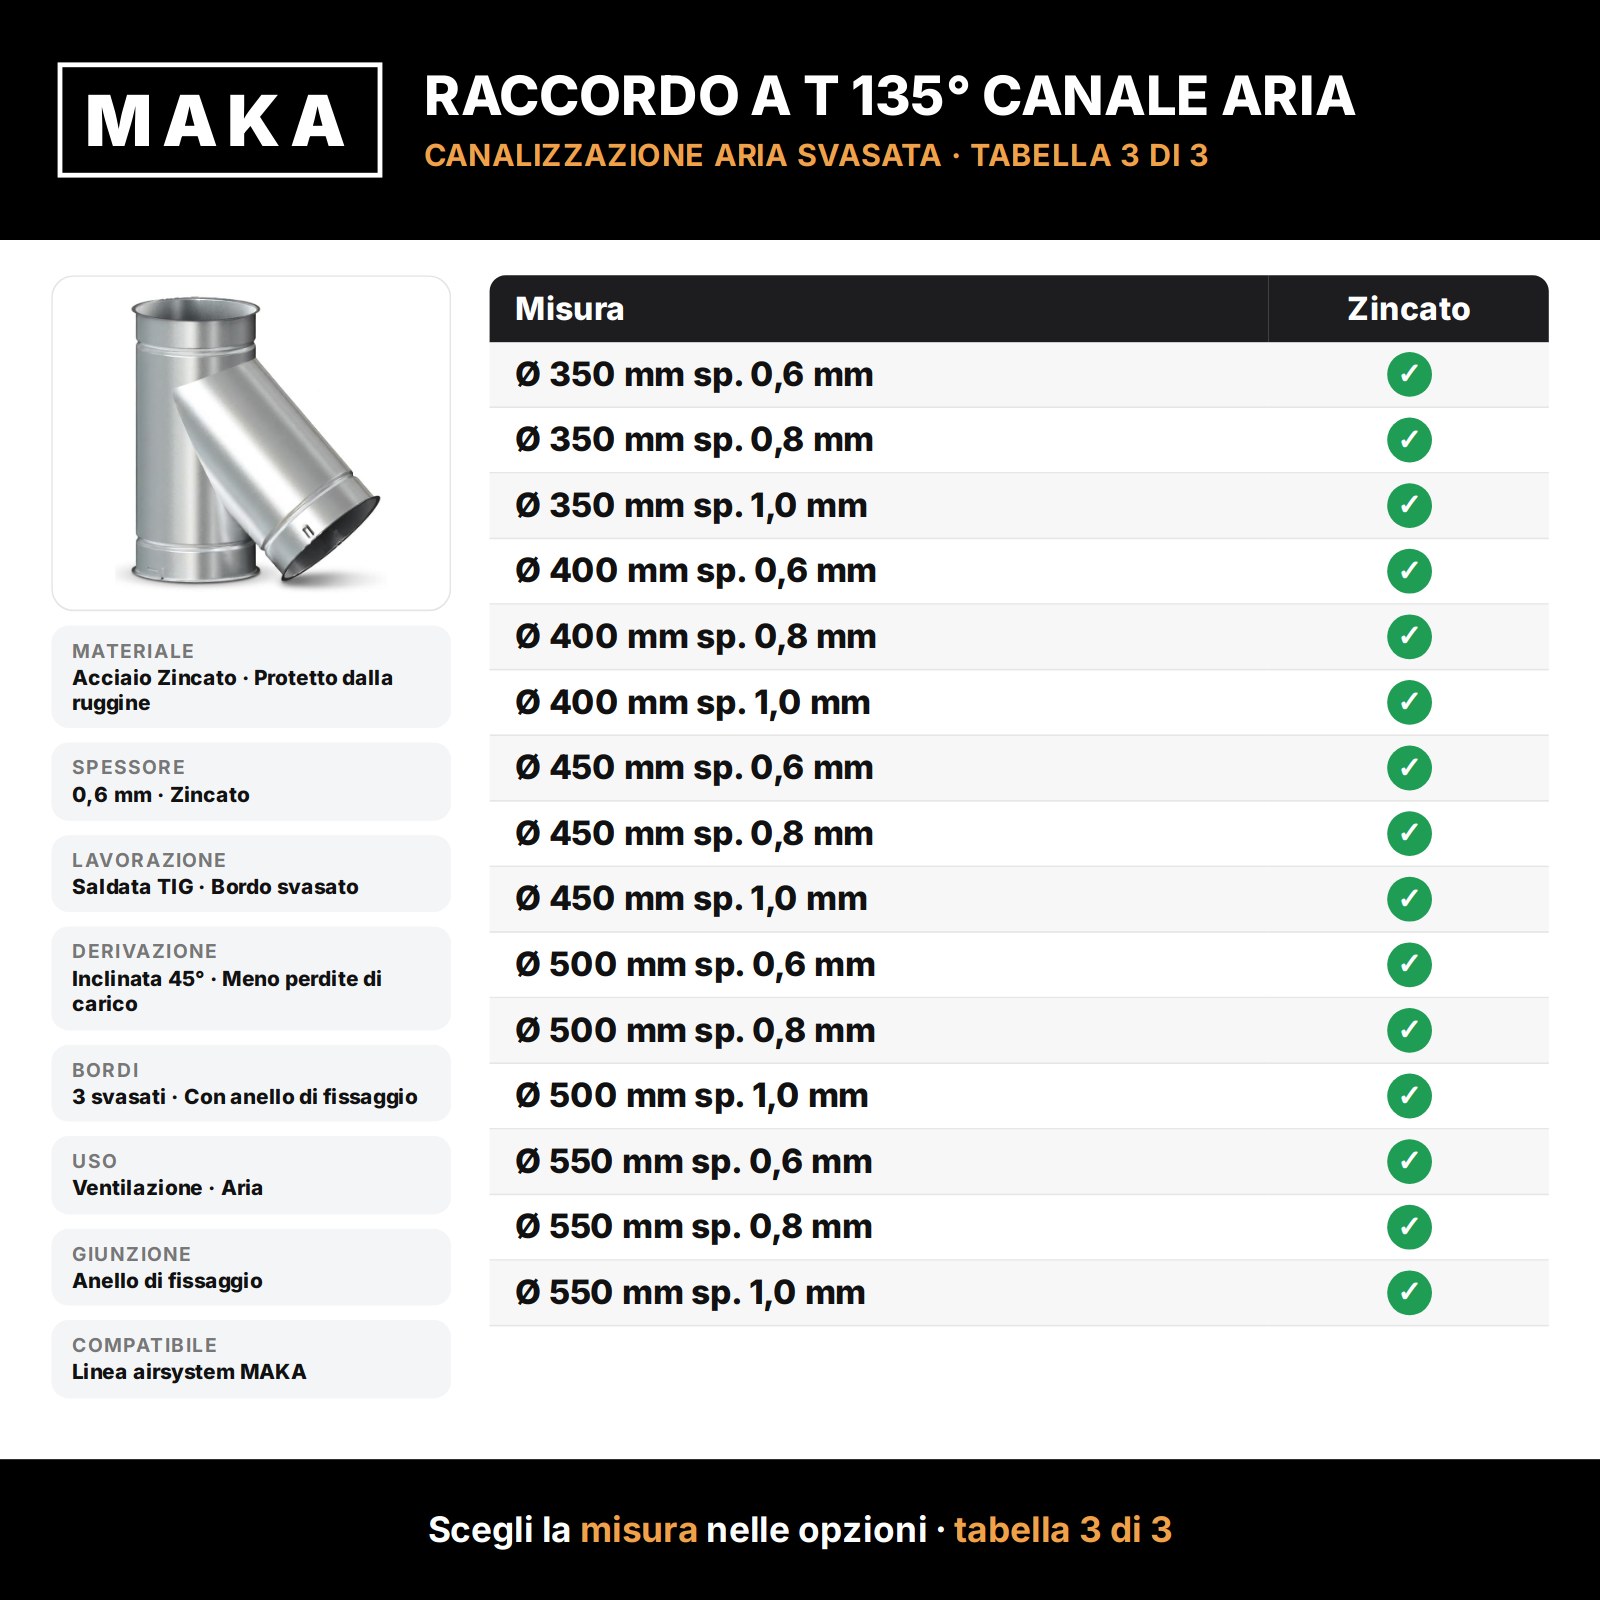 MAKA
RACCORDO A T 135° CANALE ARIA
CANALIZZAZIONE ARIA SVASATA · TABELLA 3 DI 3
MATERIALE
Acciaio Zincato · Protetto dalla
ruggine
SPESSORE
0,6 mm · Zincato
LAVORAZIONE
Saldata TIG · Bordo svasato
DERIVAZIONE
Inclinata 45° · Meno perdite di
carico
BORDI
3 svasati · Con anello di fissaggio
USO
Ventilazione · Aria
GIUNZIONE
Anello di fissaggio
COMPATIBILE
Linea airsystem MAKA
Misura Zincato
Ø 350 mm sp. 0,6 mm ✓
Ø 350 mm sp. 0,8 mm ✓
Ø 350 mm sp. 1,0 mm ✓
Ø 400 mm sp. 0,6 mm ✓
Ø 400 mm sp. 0,8 mm ✓
Ø 400 mm sp. 1,0 mm ✓
Ø 450 mm sp. 0,6 mm ✓
Ø 450 mm sp. 0,8 mm ✓
Ø 450 mm sp. 1,0 mm ✓
Ø 500 mm sp. 0,6 mm ✓
Ø 500 mm sp. 0,8 mm ✓
Ø 500 mm sp. 1,0 mm ✓
Ø 550 mm sp. 0,6 mm ✓
Ø 550 mm sp. 0,8 mm ✓
Ø 550 mm sp. 1,0 mm ✓
Scegli la misura nelle opzioni · tabella 3 di 3